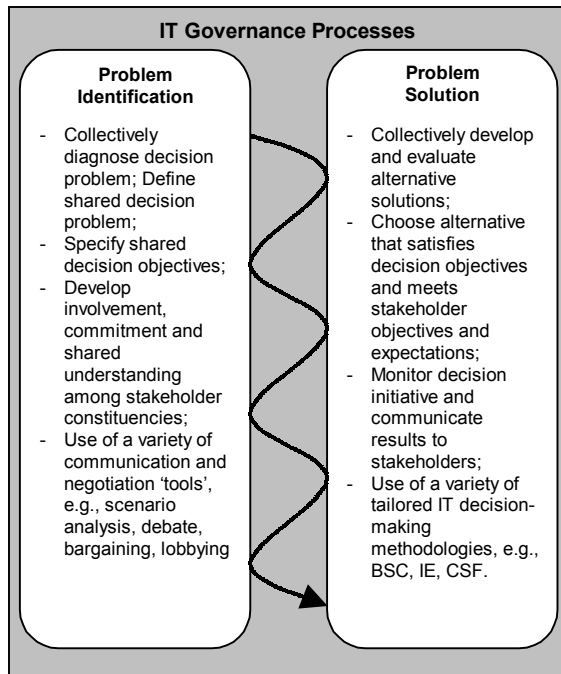 IT Governance Processes
Problem
Identification
- Collectively
diagnose decision
problem; Define
shared decision
problem;
- Specify shared
decision objectives;
- Develop
involvement,
commitment and
shared
understanding
among stakeholder
constituencies;
- Use of a variety of
communication and
negotiation ‘tools’,
e.g., scenario
analysis, debate,
bargaining, lobbying
Problem
Solution
- Collectively develop
and evaluate
alternative
solutions;
- Choose alternative
that satisfies
decision objectives
and meets
stakeholder
objectives and
expectations;
- Monitor decision
initiative and
communicate
results to
stakeholders;
- Use of a variety of
tailored IT decision-
making
methodologies, e.g.,
BSC, IE, CSF.